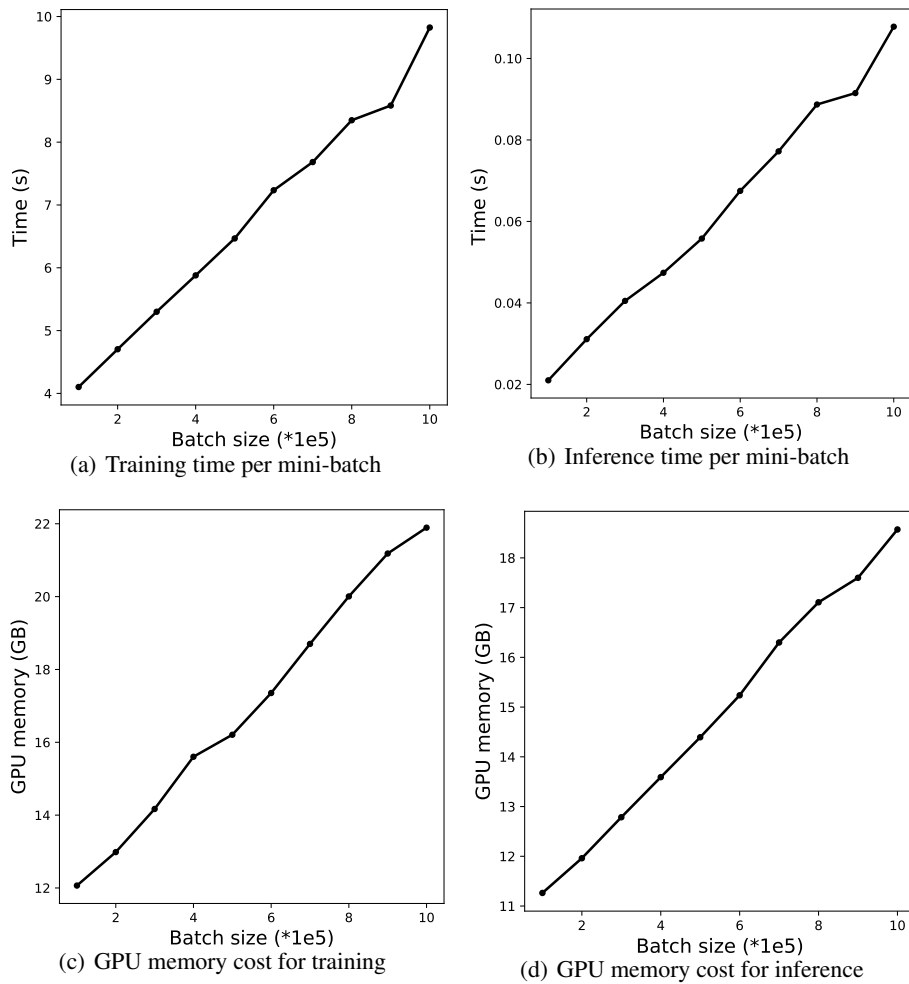 10
9
8
7
6
5
4
Time (s)
2 4 6 8 10
Batch size (*1e5)
(a) Training time per mini-batch
0.10
0.08
0.06
0.04
0.02
Time (s)
2 4 6 8 10
Batch size (*1e5)
(b) Inference time per mini-batch
22
20
18
16
14
12
GPU memory (GB)
2 4 6 8 10
Batch size (*1e5)
(c) GPU memory cost for training
18
17
16
15
14
13
12
11
GPU memory (GB)
2 4 6 8 10
Batch size (*1e5)
(d) GPU memory cost for inference